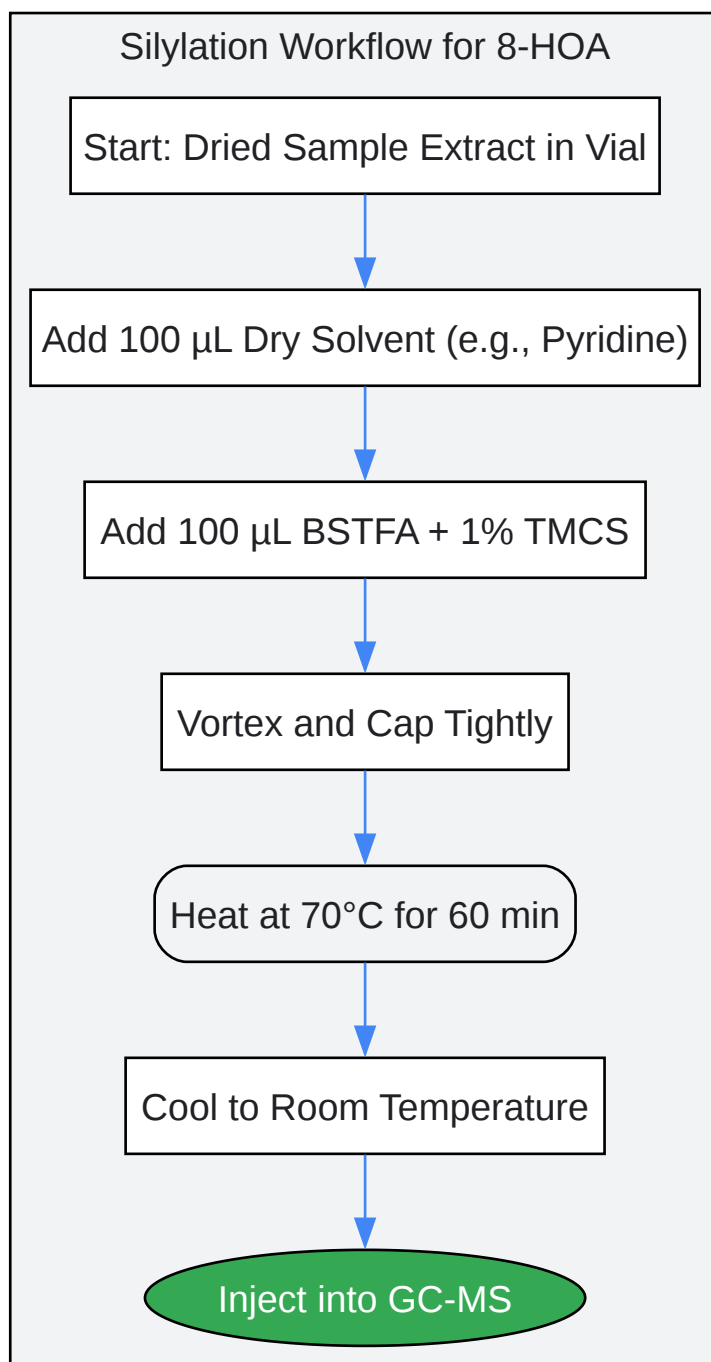 Silylation Workflow for 8-HOA
Start: Dried Sample Extract in Vial
Add 100 µL Dry Solvent (e.g., Pyridine)
Add 100 µL BSTFA + 1% TMCS
Vortex and Cap Tightly
Heat at 70°C for 60 min
Cool to Room Temperature
Inject into GC-MS